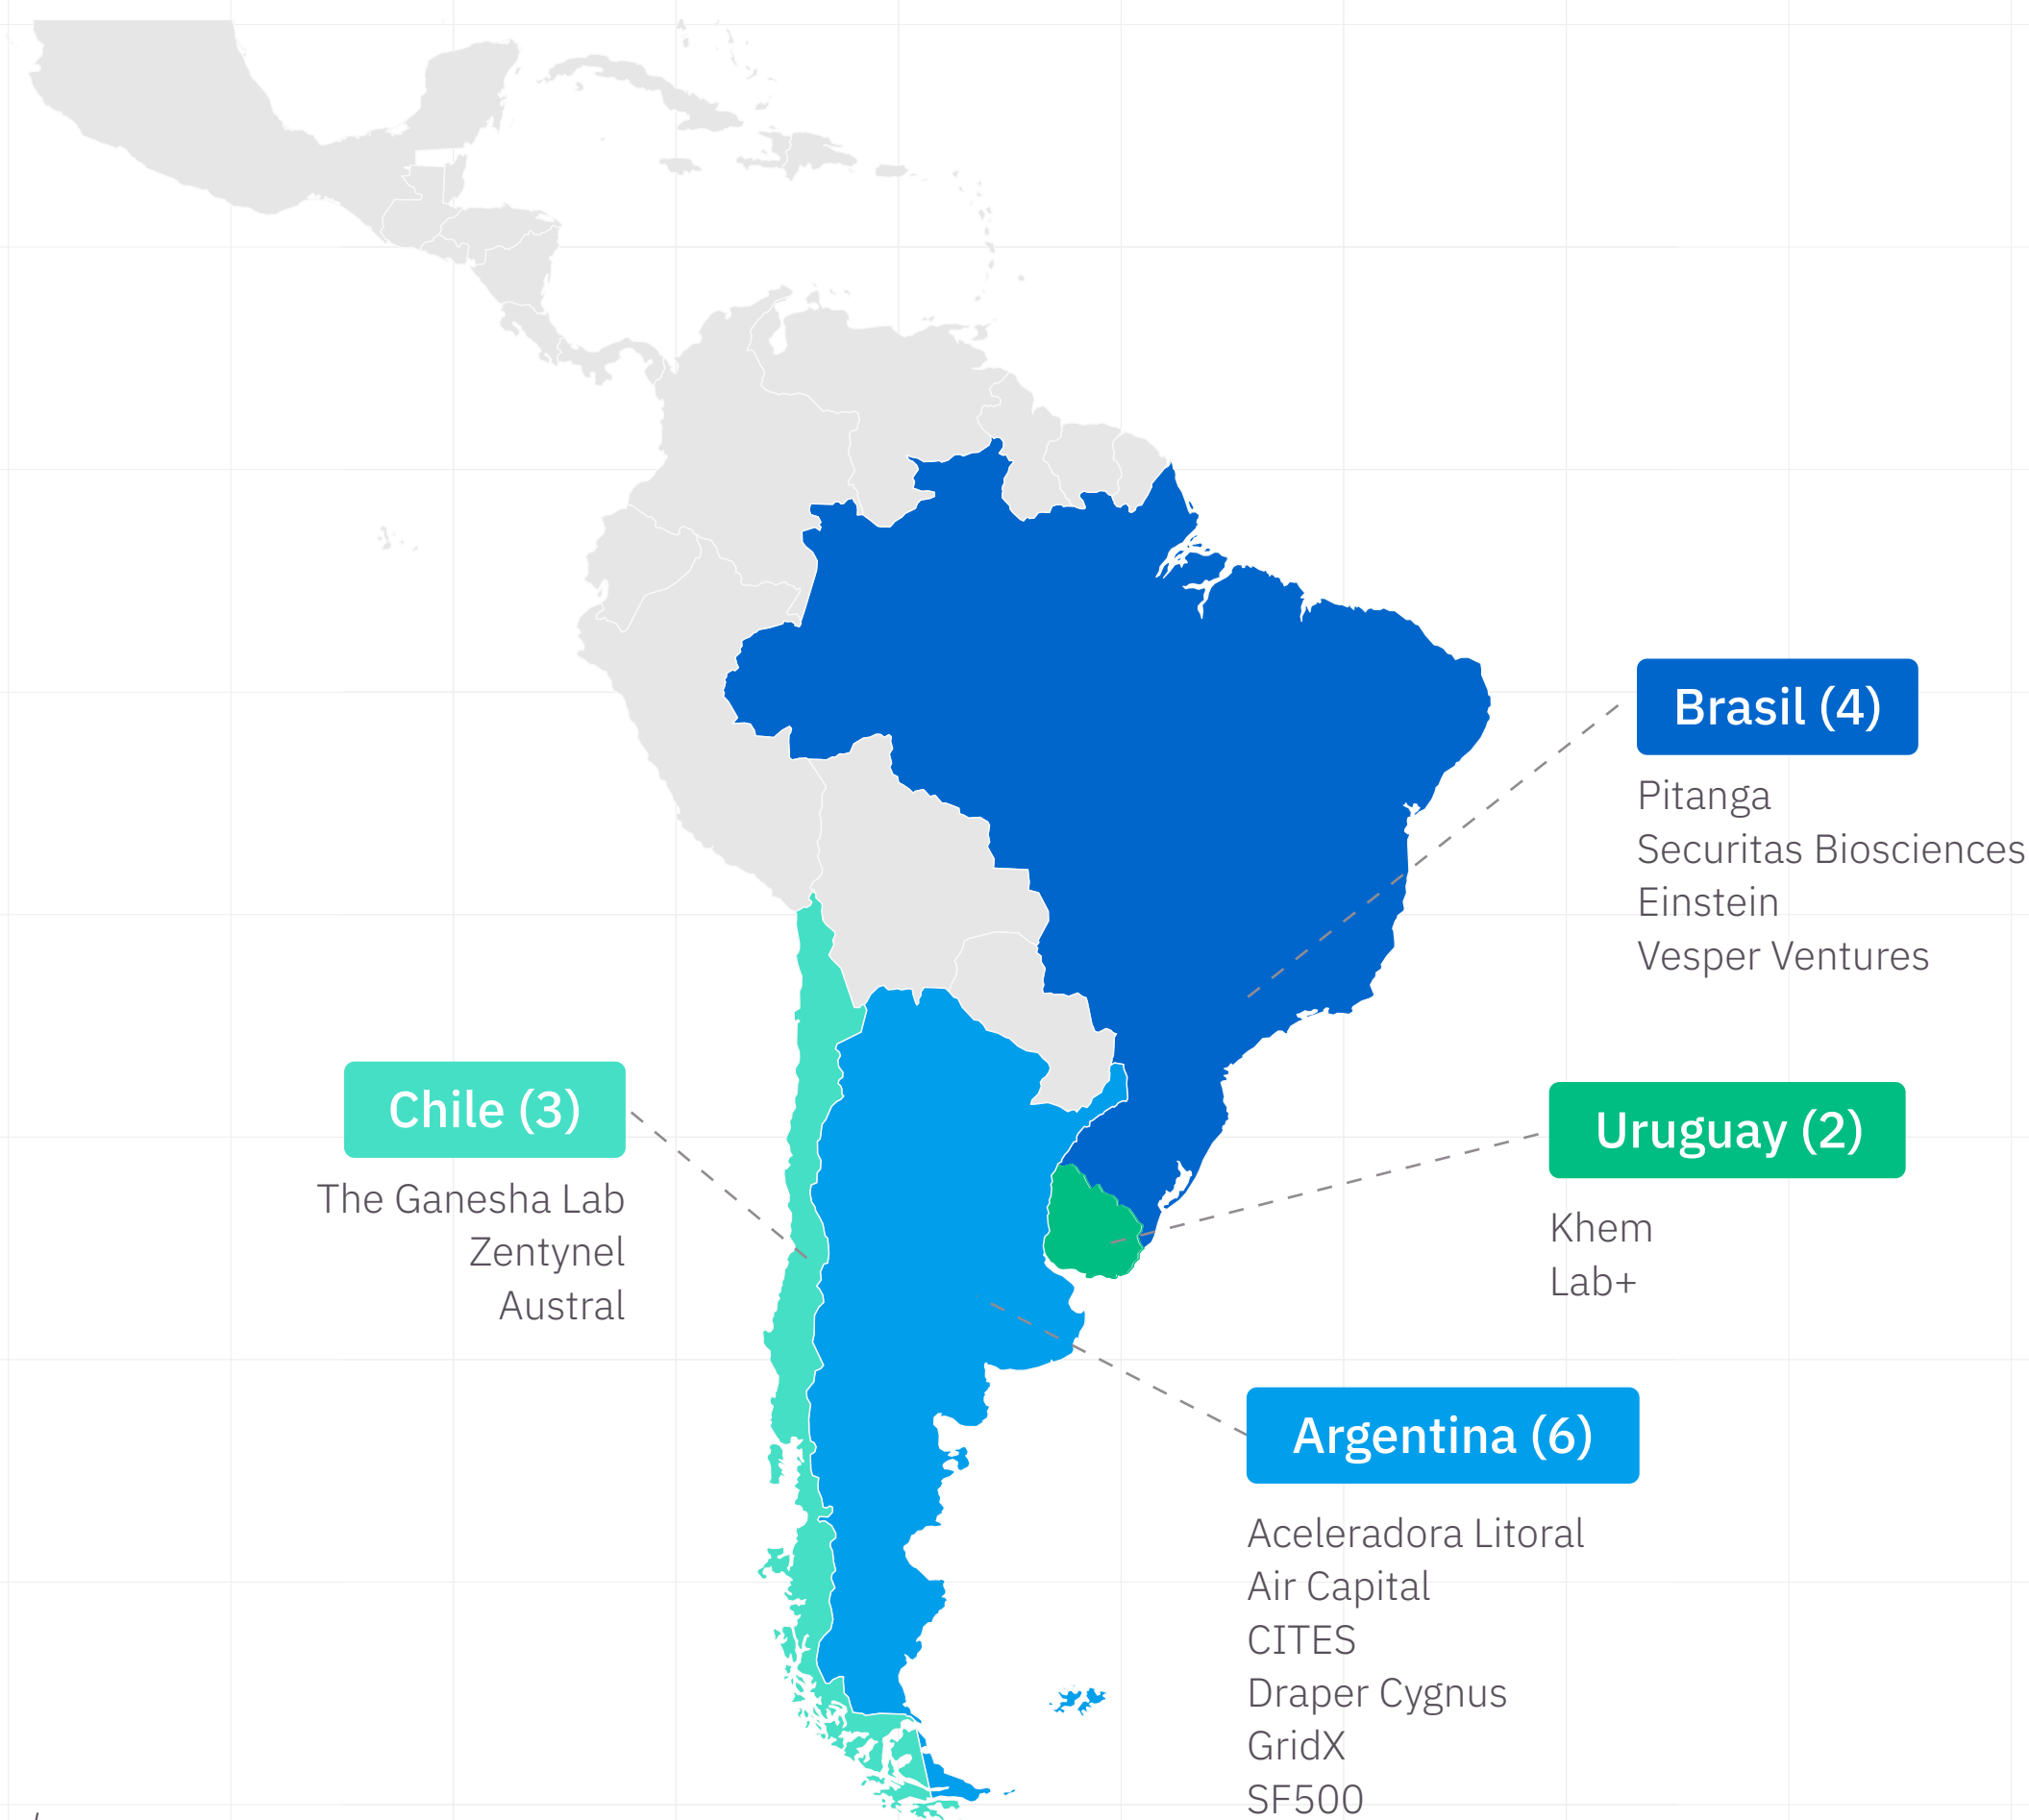 Brasil (4)
Pitanga
Securitas Biosciences
Einstein
Vesper Ventures
Chile (3)
The Ganesha Lab
Zentynel
Austral
Uruguay (2)
Khem
Lab+
Argentina (6)
Aceleradora Litoral
Air Capital
CITES
Draper Cygnus
GridX
SF500